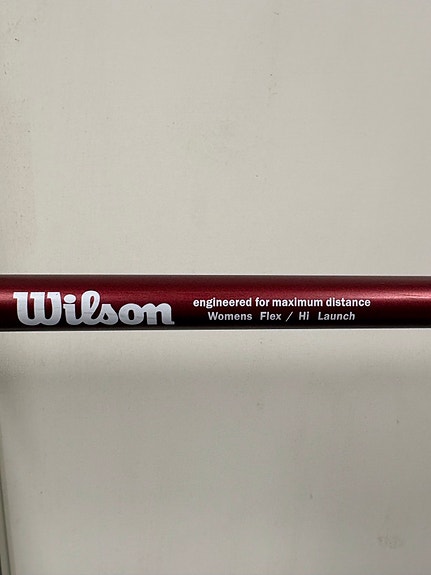 Wilson
engineered for maximum distance
Womens Flex / Hi Launch